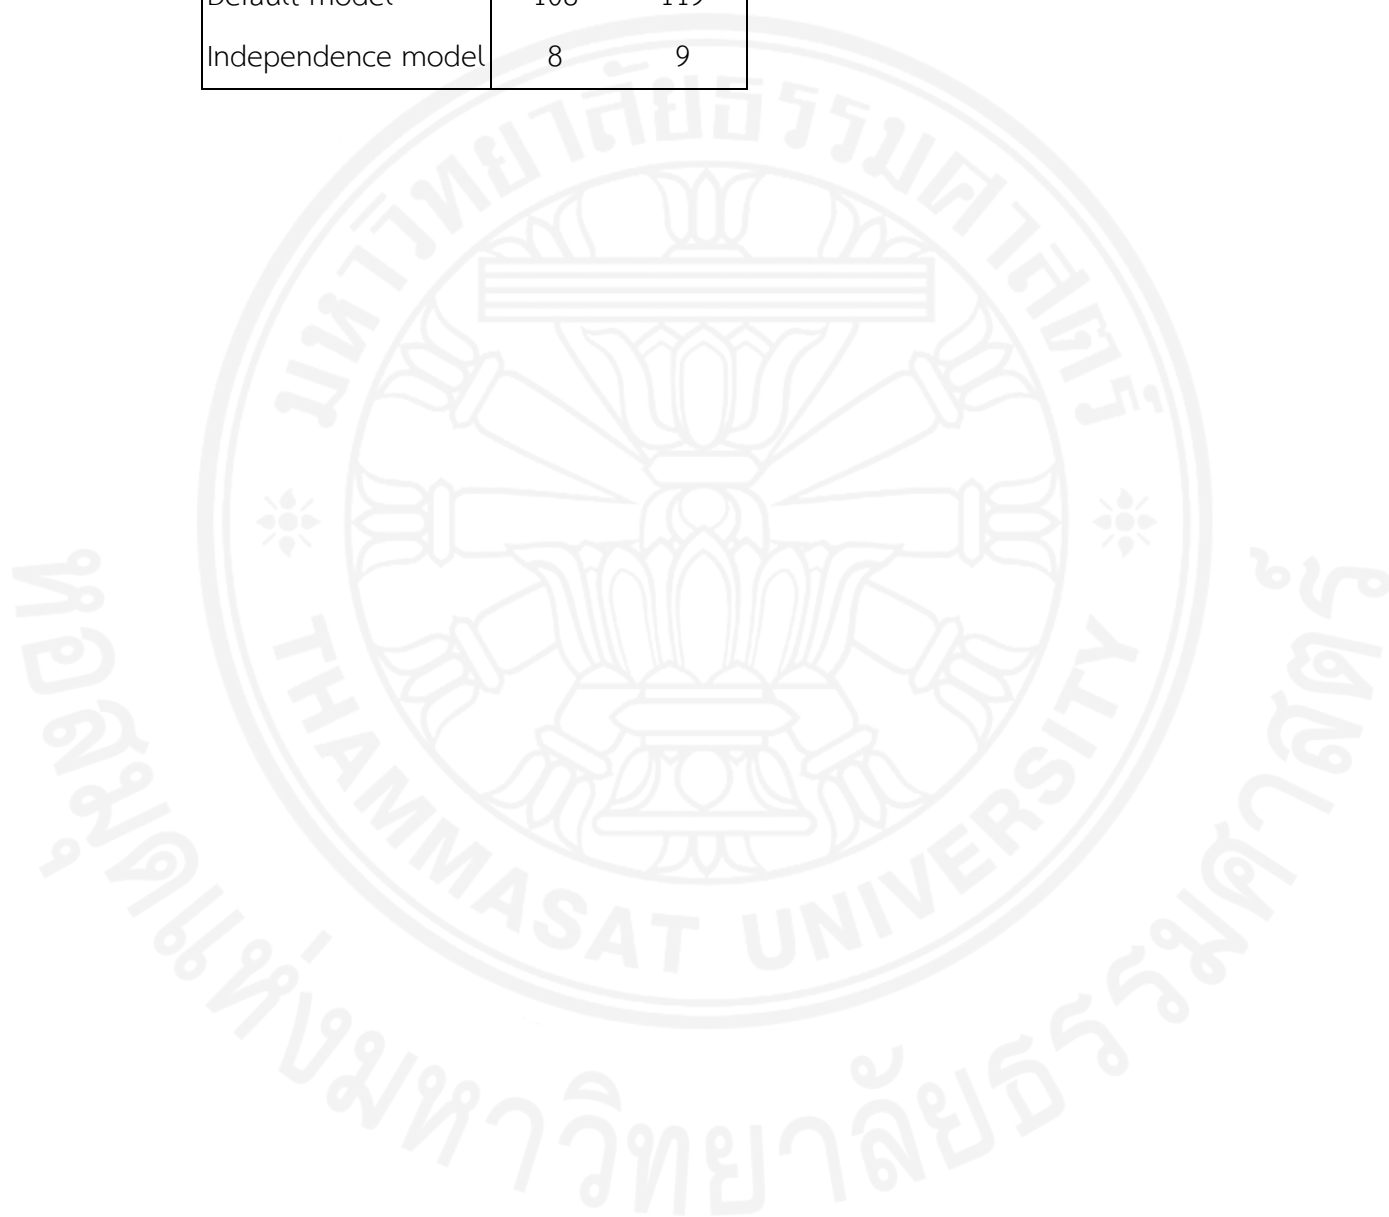 Default model 108 119
Independence model 8 9
มหาวิทยาลัยธรรมศาสตร์
THAMMASAT UNIVERSITY
หอสมุดแห่งมหาวิทยาลัยธรรมศาสตร์